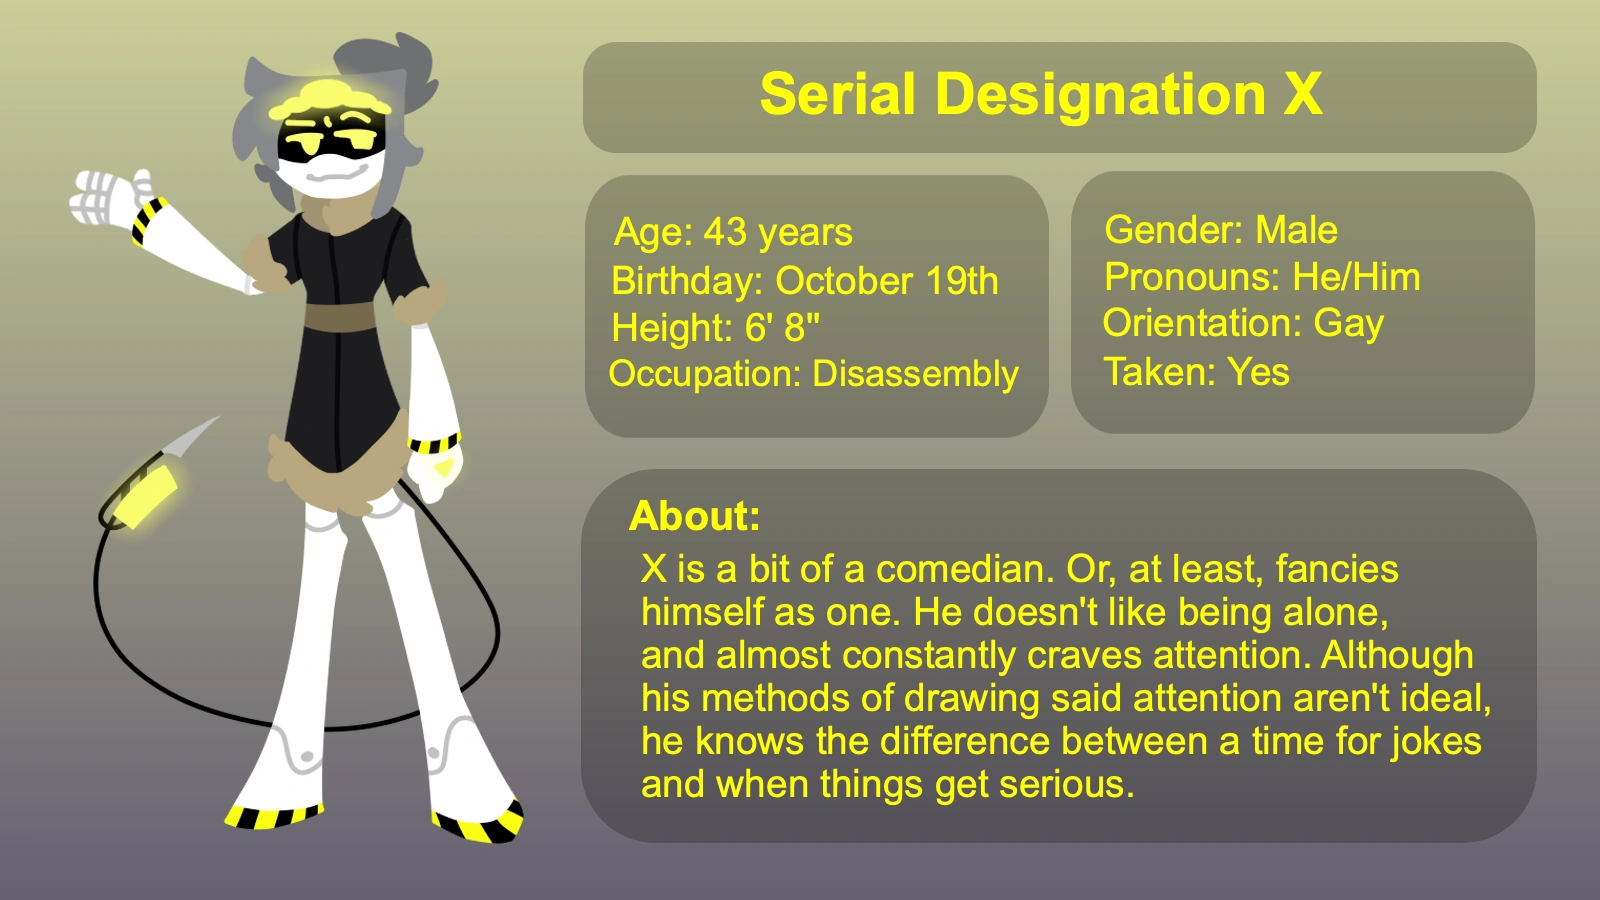 Serial Designation X
Age: 43 years
Birthday: October 19th
Height: 6' 8"
Occupation: Disassembly
Gender: Male
Pronouns: He/Him
Orientation: Gay
Taken: Yes
About:
X is a bit of a comedian. Or, at least, fancies
himself as one. He doesn't like being alone,
and almost constantly craves attention. Although
his methods of drawing said attention aren't ideal,
he knows the difference between a time for jokes
and when things get serious.